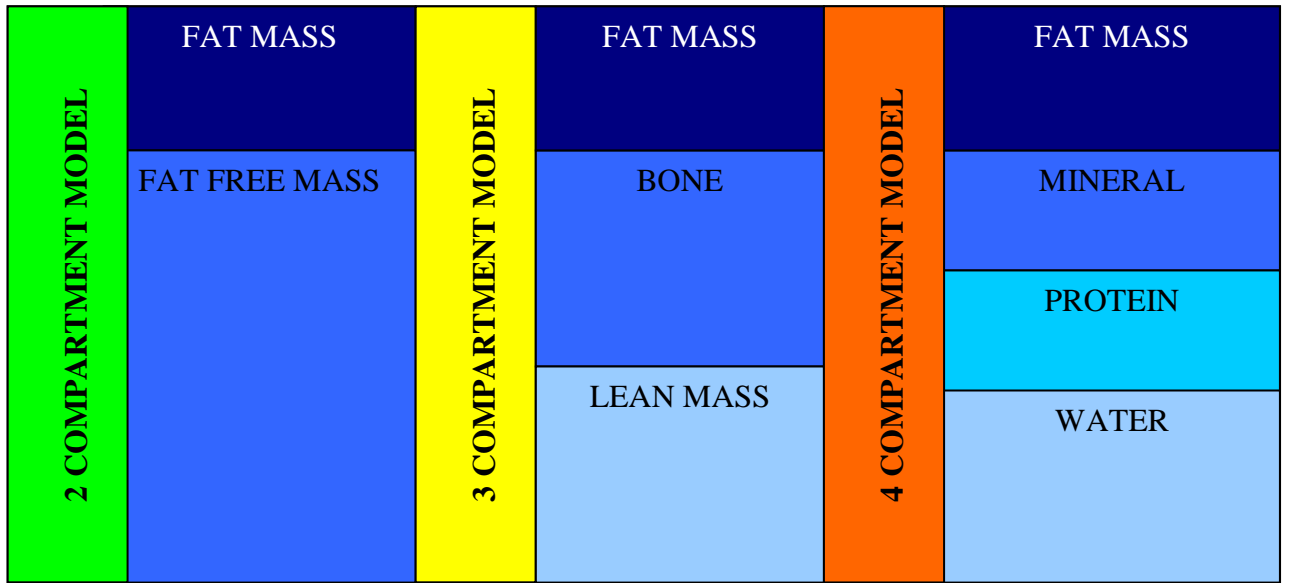 2 COMPARTMENT MODEL
FAT MASS
FAT FREE MASS
3 COMPARTMENT MODEL
FAT MASS
BONE
LEAN MASS
4 COMPARTMENT MODEL
FAT MASS
MINERAL
PROTEIN
WATER